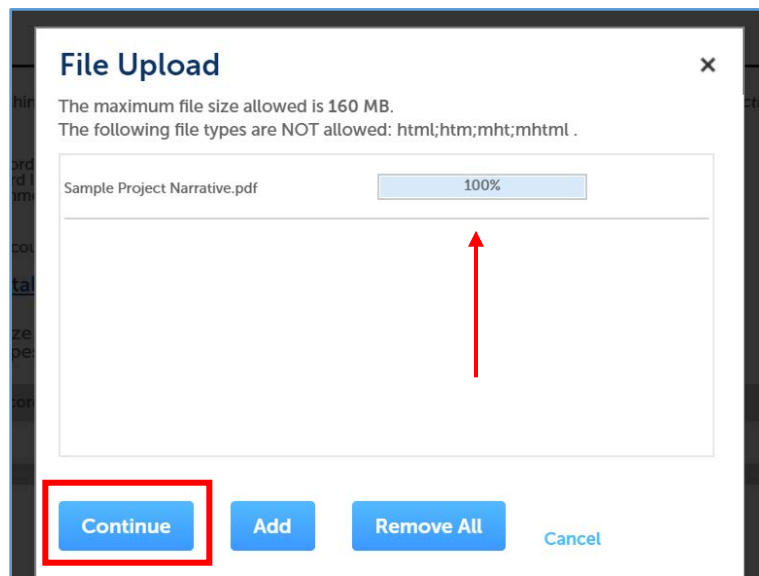 File Upload
×
The maximum file size allowed is 160 MB.
The following file types are NOT allowed: html;htm;mht;mhtml .
Sample Project Narrative.pdf 100%
Continue Add Remove All Cancel